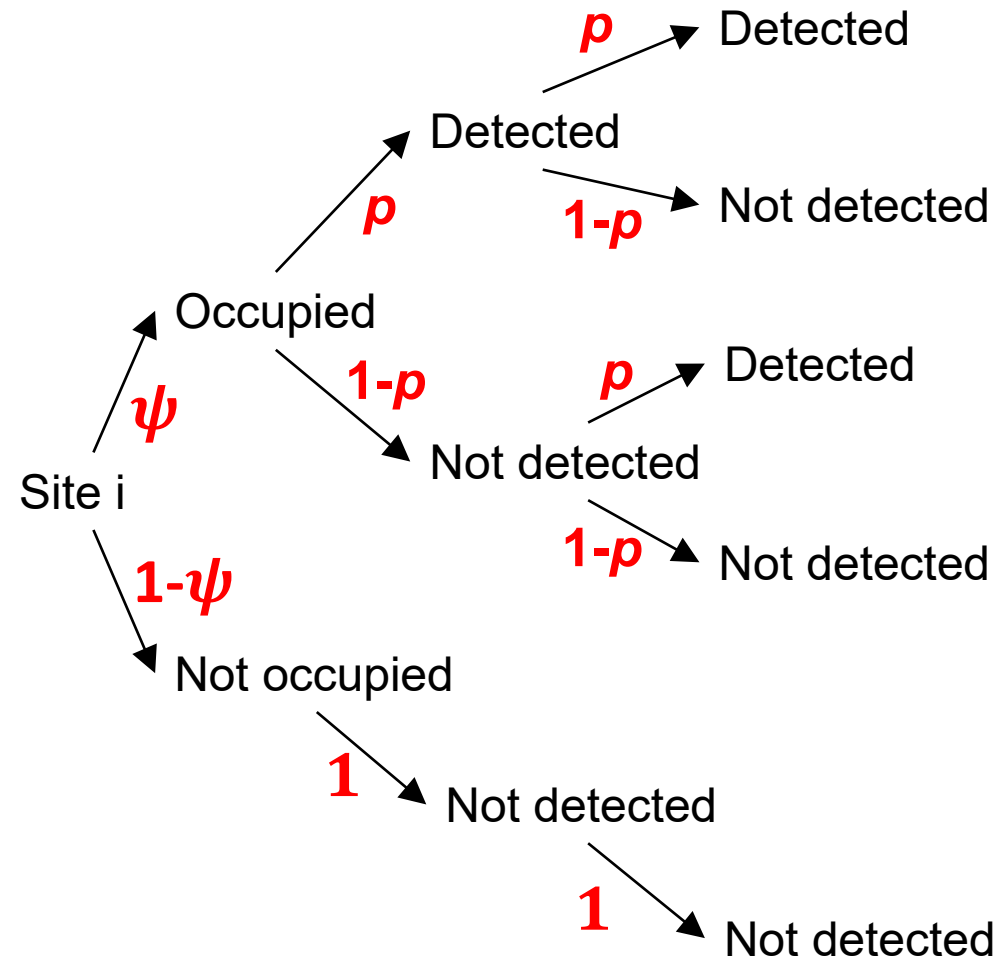 p
Detected
Detected
p
1-p
Not detected
Occupied
1-p
p
Detected
ψ
Not detected
Site i
1-p
Not detected
1-ψ
Not occupied
1
Not detected
1
Not detected